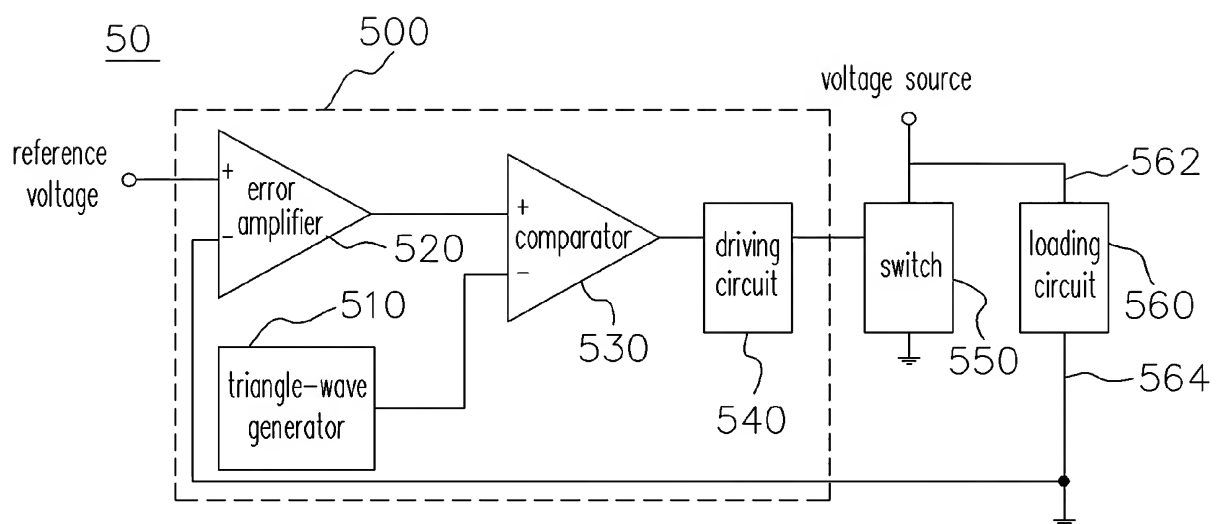 50
500
voltage source
reference
voltage
+
error
amplifier
−
520
+
comparator
−
530
driving
circuit
540
switch
550
562
loading
circuit
560
564
510
triangle-wave
generator